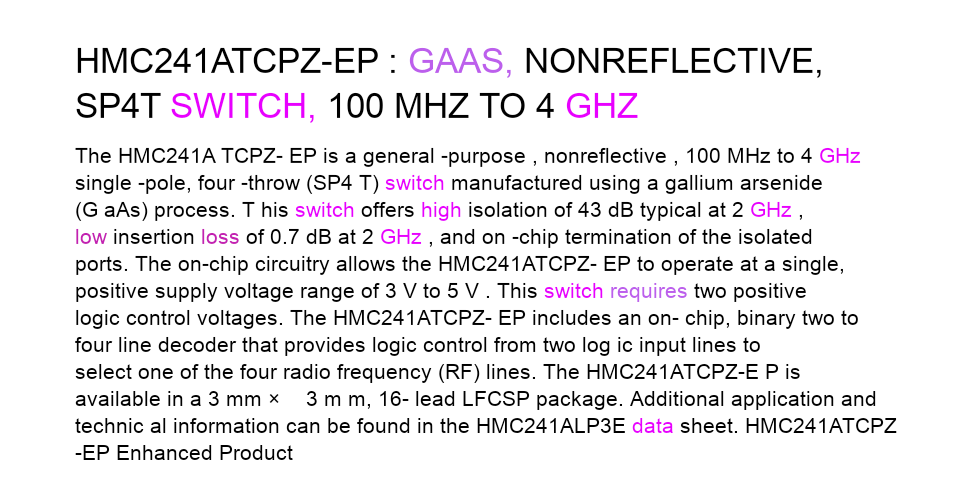 HMC241ATCPZ-EP : GAAS, NONREFLECTIVE,
SP4T SWITCH, 100 MHZ TO 4 GHZ
The HMC241A TCPZ- EP is a general -purpose , nonreflective , 100 MHz to 4 GHz
single -pole, four -throw (SP4 T) switch manufactured using a gallium arsenide
(G aAs) process. T his switch offers high isolation of 43 dB typical at 2 GHz ,
low insertion loss of 0.7 dB at 2 GHz , and on -chip termination of the isolated
ports. The on-chip circuitry allows the HMC241ATCPZ- EP to operate at a single,
positive supply voltage range of 3 V to 5 V . This switch requires two positive
logic control voltages. The HMC241ATCPZ- EP includes an on- chip, binary two to
four line decoder that provides logic control from two log ic input lines to
select one of the four radio frequency (RF) lines. The HMC241ATCPZ-E P is
available in a 3 mm ×    3 m m, 16- lead LFCSP package. Additional application and
technic al information can be found in the HMC241ALP3E data sheet. HMC241ATCPZ
-EP Enhanced Product